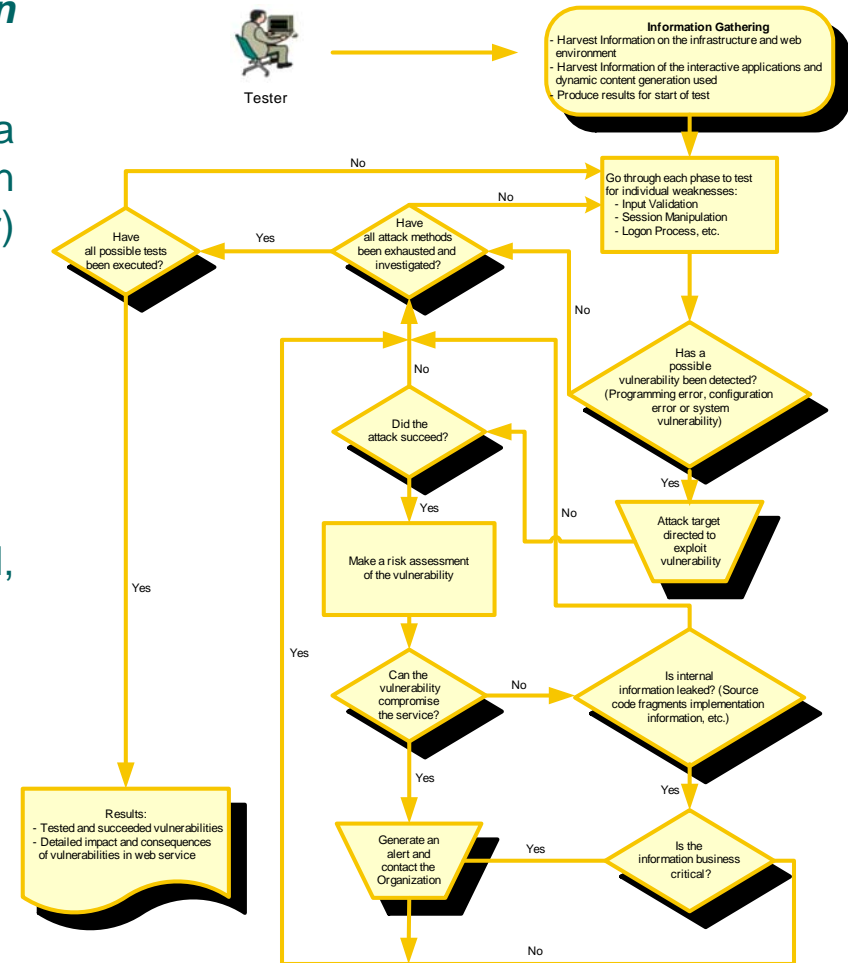 n
a
n
)
l,
Tester
Information Gathering
- Harvest Information on the infrastructure and web
environment
- Harvest Information of the interactive applications and
dynamic content generation used
- Produce results for start of test
No
Go through each phase to test
for individual weaknesses:
- Input Validation
- Session Manipulation
- Logon Process, etc.
No
Have
all possible tests
been executed?
Yes
Have
all attack methods
been exhausted and
investigated?
No
Has a
possible
vulnerability been detected?
(Programming error, configuration
error or system
vulnerability)
No
Did the
attack succeed?
Yes
Yes
Attack target
directed to
exploit
vulnerability
No
Make a risk assessment
of the vulnerability
Yes
Yes
Can the
vulnerability
compromise
the service?
No
Is internal
information leaked? (Source
code fragments implementation
information, etc.)
Yes
Yes
Results:
- Tested and succeeded vulnerabilities
- Detailed impact and consequences
of vulnerabilities in web service
Generate an
alert and
contact the
Organization
Yes
Is the
information business
critical?
No